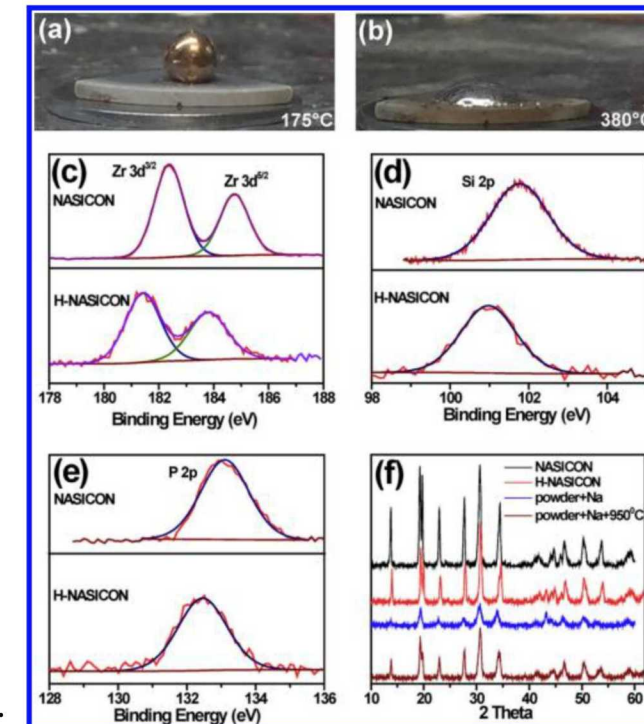 (a)
175°C
(b)
380°C
(c)
Zr 3d3/2
Zr 3d5/2
NASICON
H-NASICON
178 180 182 184 186 188
Binding Energy (eV)
(d)
Si 2p
NASICON
H-NASICON
98 100 102 104
Binding Energy (eV)
(e)
P 2p
NASICON
H-NASICON
128 130 132 134 136
Binding Energy (eV)
(f)
NASICON
H-NASICON
powder+Na
powder+Na+950⁰C
10 20 30 40 50 60
2 Theta